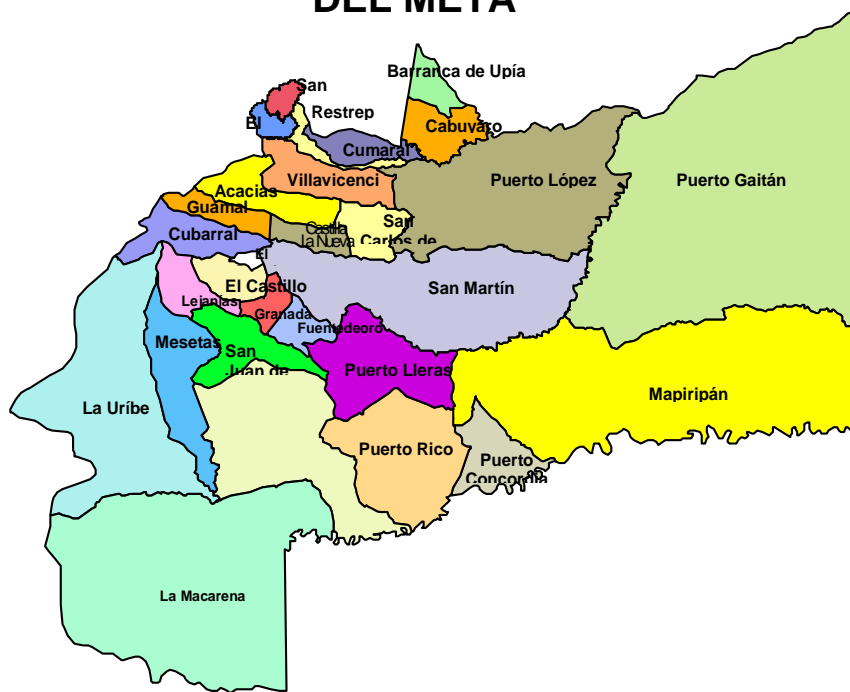 DEL META
Barranca de Upía
San
Restrep
El
Cabuyaro
Cumaral
Villavicenci
Puerto López
Puerto Gaitán
Acacias
Guamal
San
Carlos de
Castilla
La Nueva
Cubarral
El
El Castillo
San Martín
Lejanías
Granada
Fuentedeoro
Mesetas
San
Juan de
Puerto Lleras
Mapiripán
La Uríbe
Puerto Rico
Puerto
Concordia
La Macarena